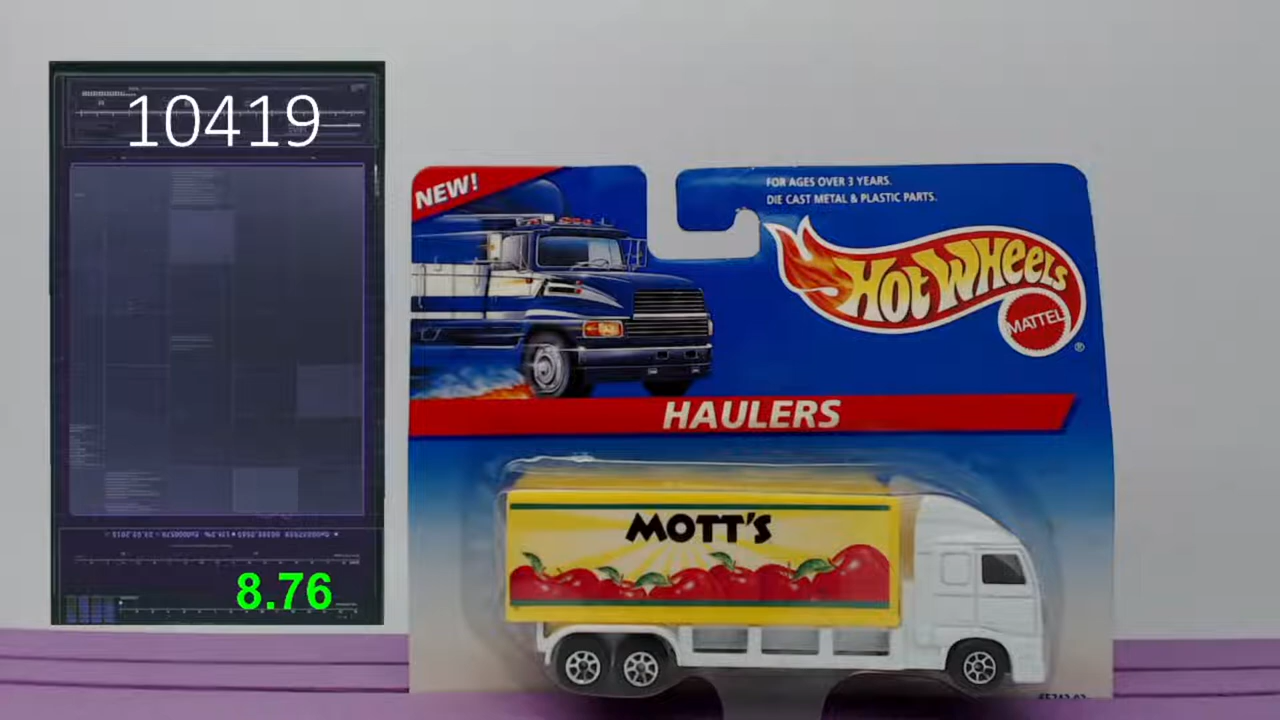 10419
8.76
NEW!
FOR AGES OVER 3 YEARS.
DIE CAST METAL & PLASTIC PARTS.
HOT WHEELS
MATTEL
®
HAULERS
MOTT'S